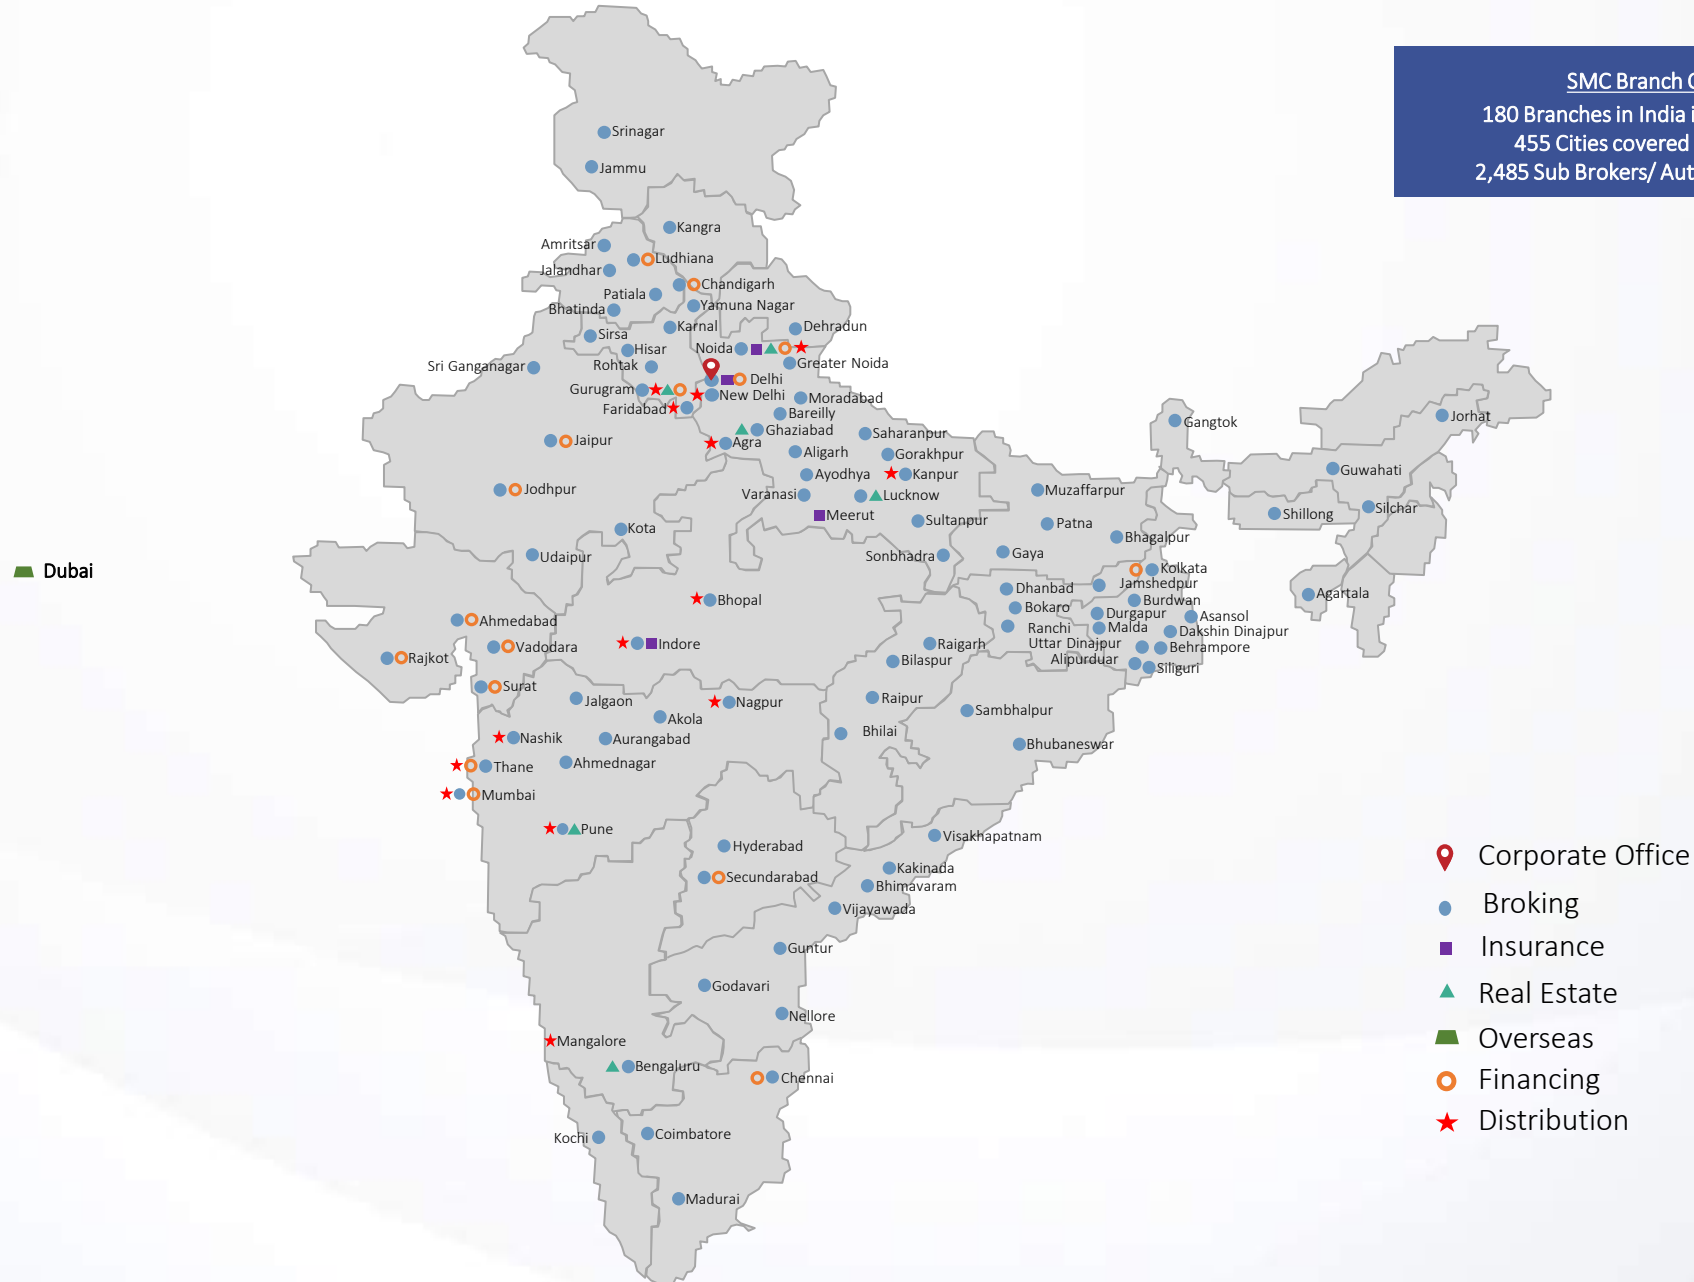 SMC Branch
180 Branches in India
455 Cities covered
2,485 Sub Brokers/
Srinagar
Jammu
Kangra
Amritsar
Ludhiana
Jalandhar
Chandigarh
Patiala
Yamuna Nagar
Bhatinda
Karnal
Dehradun
Sirsa
Hisar
Noida
Greater Noida
Rohtak
Sri Ganganagar
Delhi
Gurugram
New Delhi
Moradabad
Faridabad
Bareilly
Ghaziabad
Saharanpur
Jaipur
Agra
Aligarh
Gorakhpur
Gangtok
Jorhat
Ayodhya
Kanpur
Guwahati
Jodhpur
Varanasi
Lucknow
Muzaffarpur
Meerut
Sultanpur
Patna
Shillong
Silchar
Kota
Bhagalpur
Udaipur
Sonbhadra
Gaya
Dubai
Kolkata
Jamshedpur
Dhanbad
Agartala
Bhopal
Burdwan
Bokaro
Durgapur
Asansol
Ahmedabad
Ranchi
Malda
Dakshin Dinajpur
Vadodara
Indore
Raigarh
Uttar Dinajpur
Behrampore
Rajkot
Bilaspur
Alipurduar
Siliguri
Surat
Jalgaon
Nagpur
Raipur
Akola
Sambhalpur
Nashik
Aurangabad
Bhilai
Bhubaneswar
Thane
Ahmednagar
Mumbai
Pune
Visakhapatnam
Hyderabad
Kakinada
Secundarabad
Bhimavaram
Vijayawada
Guntur
Godavari
Nellore
Mangalore
Bengaluru
Chennai
Kochi
Coimbatore
Madurai
Corporate Office
Broking
Insurance
Real Estate
Overseas
Financing
Distribution